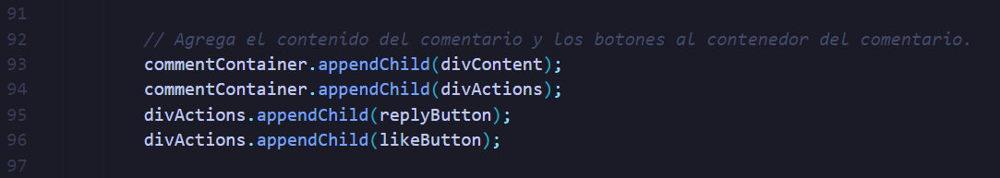 91
92 // Agrega el contenido del comentario y los botones al contenedor del comentario.
93 commentContainer.appendChild(divContent);
94 commentContainer.appendChild(divActions);
95 divActions.appendChild(replyButton);
96 divActions.appendChild(likeButton);
97